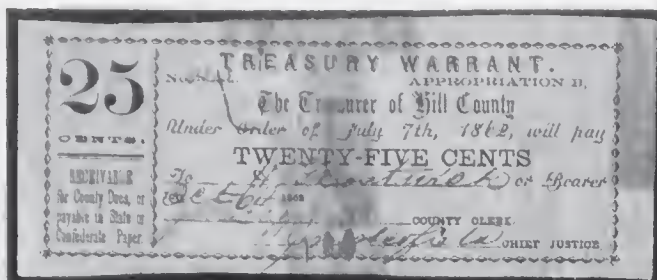 25
CENTS.
RECEIVABLE
for County Dues, or
payable in State or
Confederate Paper.
TREASURY WARRANT.
No.
APPROPRIATION B,
The Treasurer of Hill County
Under order of July 7th, 1862, will pay
TWENTY-FIVE CENTS
To or Bearer
1862
COUNTY CLERK.
CHIEF JUSTICE